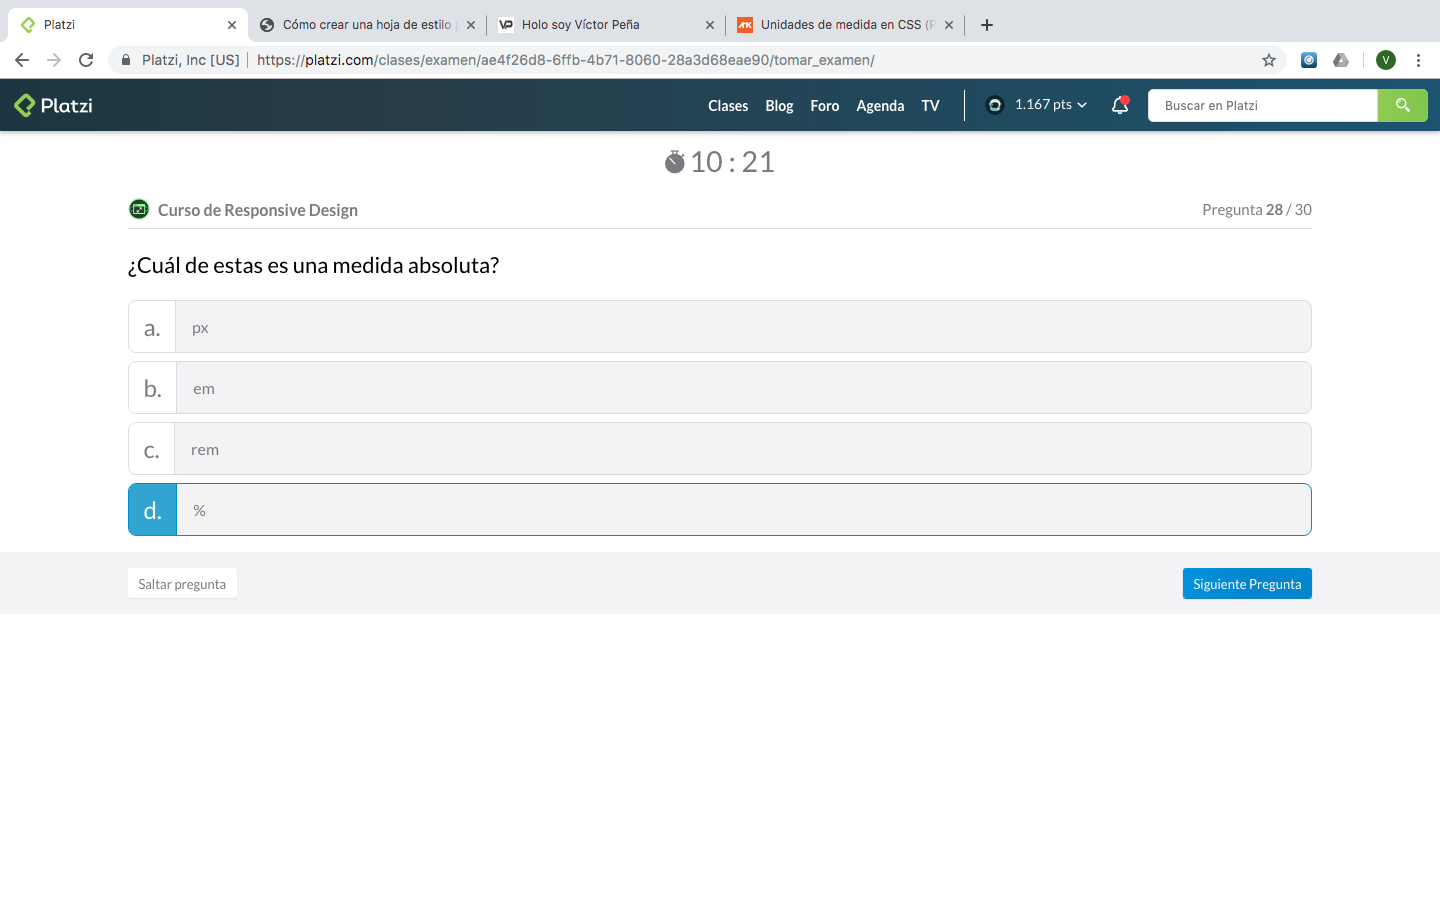 Platzi
Cómo crear una hoja de estilo
Holo soy Víctor Peña
Unidades de medida en CSS (P
Platzi, Inc [US]
https://platzi.com/clases/examen/ae4f26d8-6ffb-4b71-8060-28a3d68eae90/tomar_examen/
V
Platzi
Clases
Blog
Foro
Agenda
TV
1.167 pts
Buscar en Platzi
10 : 21
Curso de Responsive Design
Pregunta 28 / 30
¿Cuál de estas es una medida absoluta?
a. px
b. em
c. rem
d. %
Saltar pregunta
Siguiente Pregunta